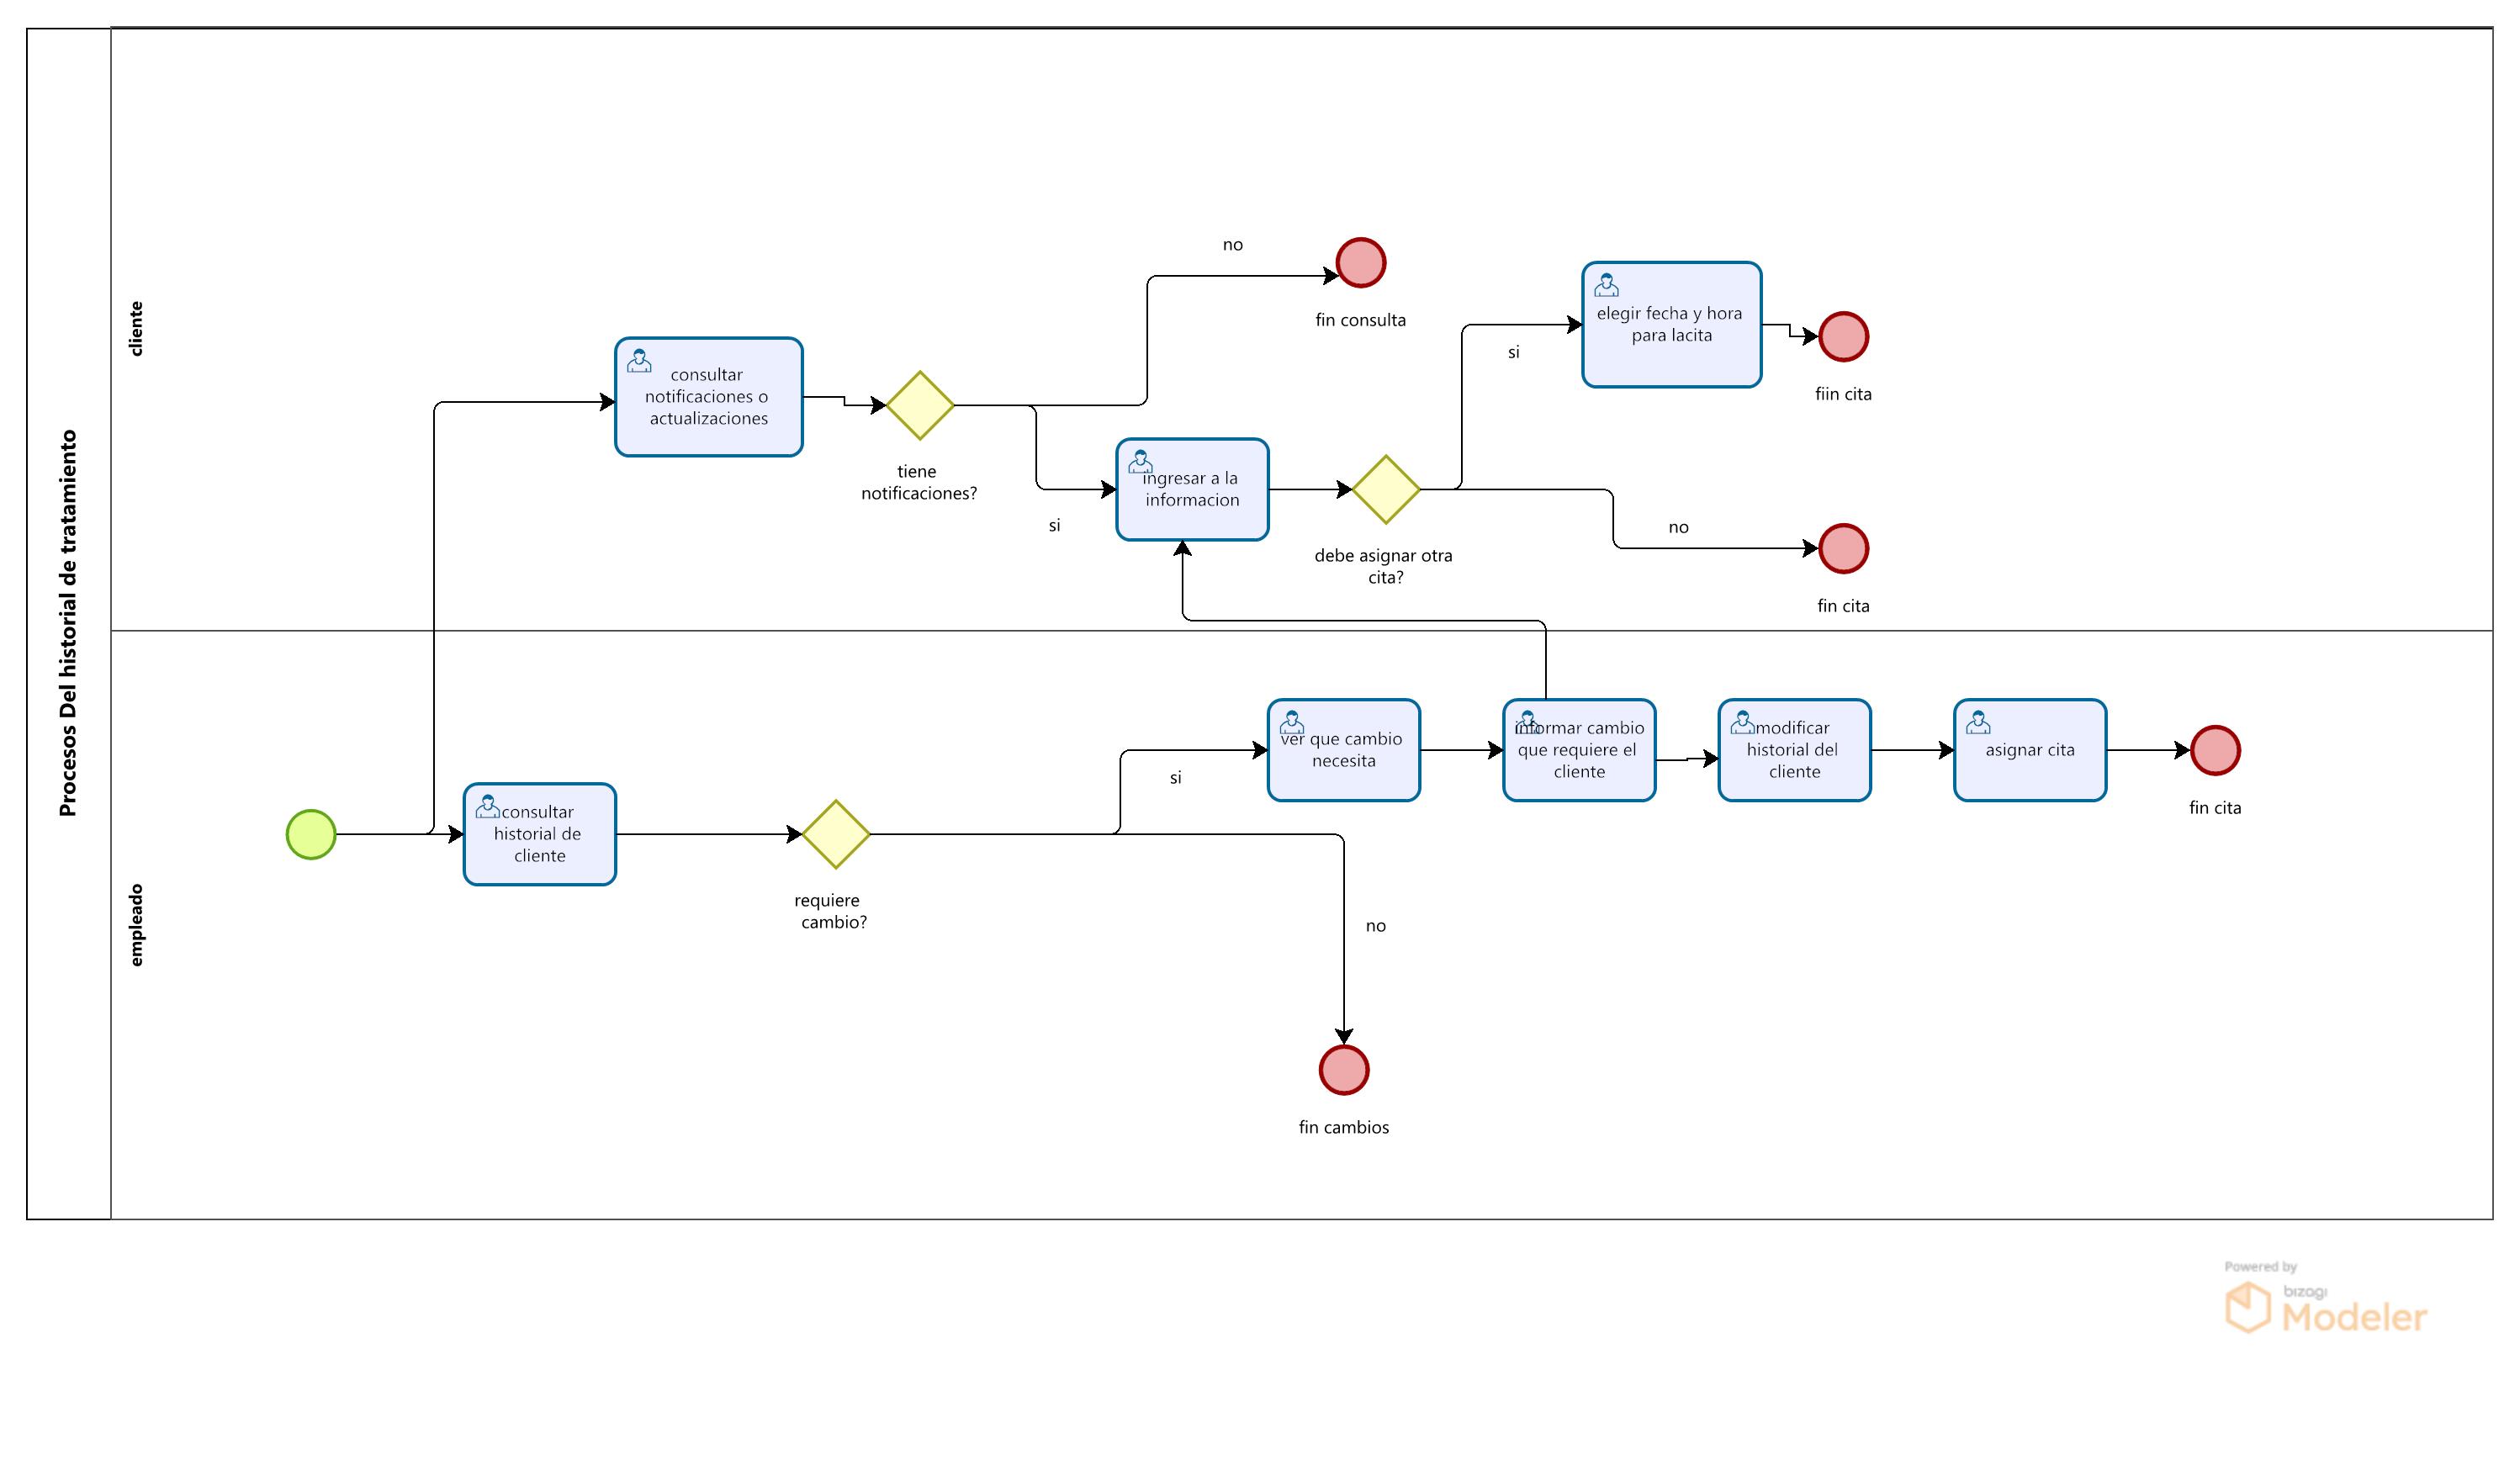 Procesos Del historial de tratamiento
cliente
no
fin consulta
elegir fecha y hora
para lacita
si
fiin cita
consultar
notificaciones o
actualizaciones
tiene
notificaciones?
ingresar a la
informacion
si
debe asignar otra
cita?
no
fin cita
empleado
ver que cambio
necesita
informar cambio
que requiere el
cliente
modificar
historial del
cliente
asignar cita
fin cita
si
consultar
historial de
cliente
requiere
cambio?
no
fin cambios
Powered by
bizagi
Modeler